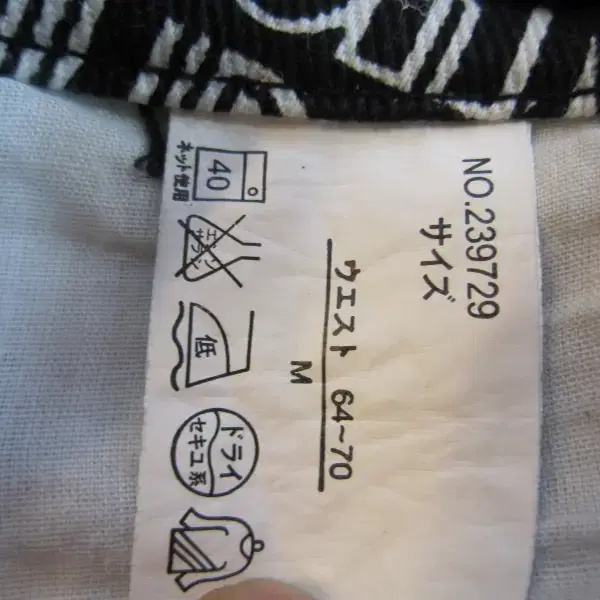 NO.239729
サイズ
ウエスト 64~70
M
40
ネット使用
エンソ
サラシ
低
ドライ
セキユ系